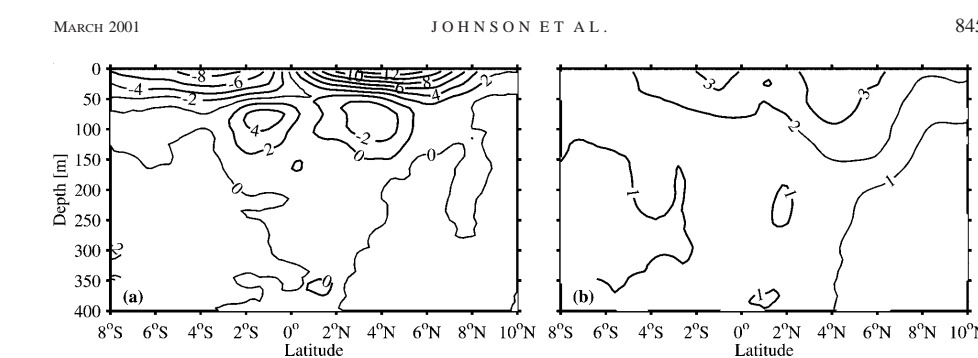 MARCH 2001 JOHNSON ET AL. 845
0 50 100 150 200 250 300 350 400
Depth [m]
-8 -6 -4 -2 10 12 8 6 4 2
4 2 -2 0 0 0 0
(a)
8°S 6°S 4°S 2°S 0° 2°N 4°N 6°N 8°N 10°N
Latitude
3 3 2 1 1 1 1
(b)
8°S 6°S 4°S 2°S 0° 2°N 4°N 6°N 8°N 10°N
Latitude